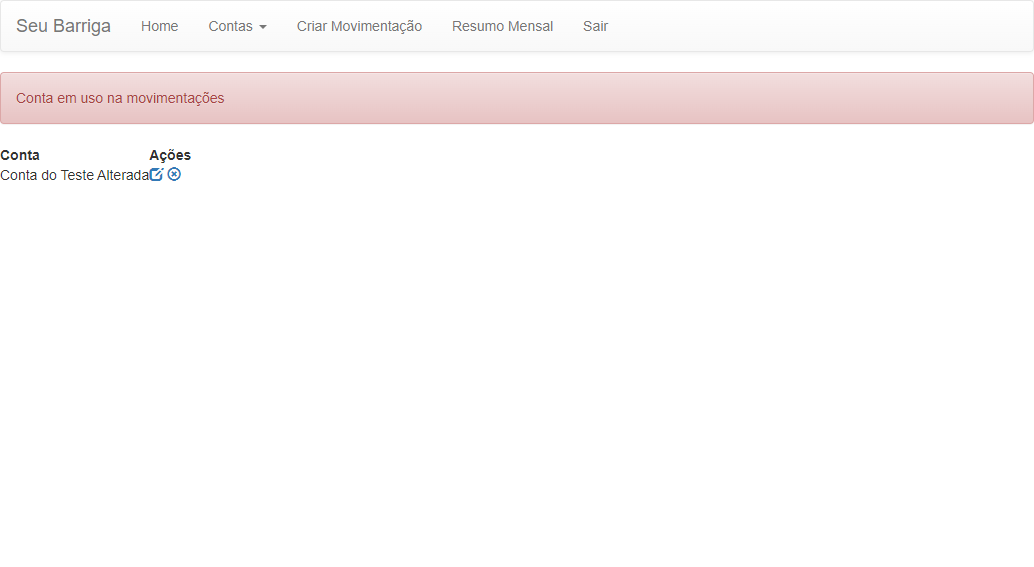 Seu Barriga Home Contas Criar Movimentação Resumo Mensal Sair
Conta em uso na movimentações
Conta Ações
Conta do Teste Alterada